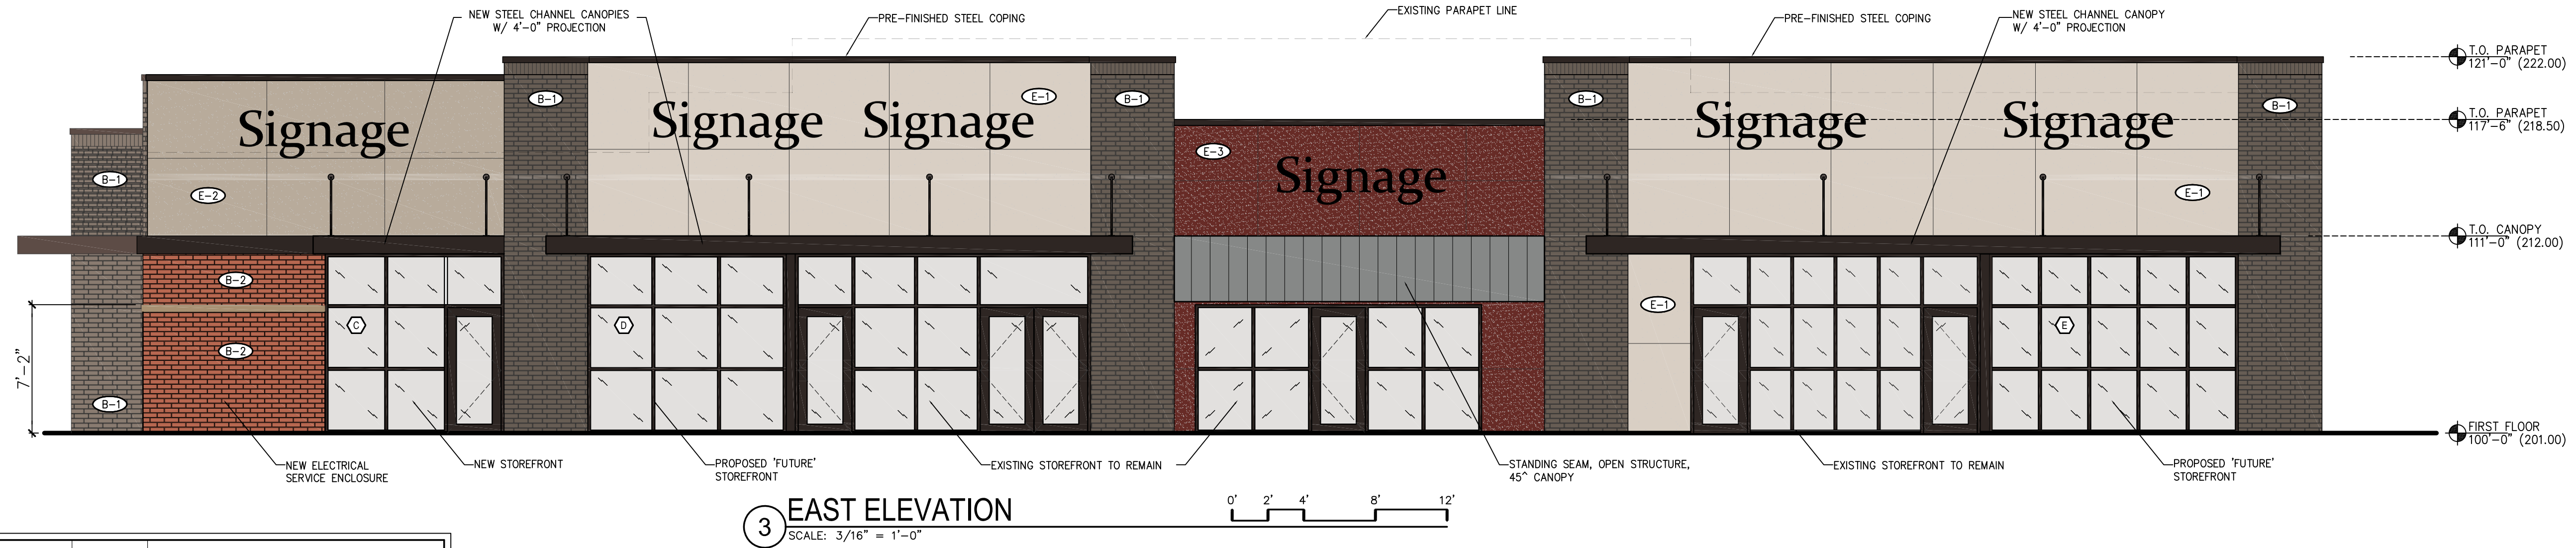 NEW STEEL CHANNEL CANOPIES
W/ 4'-0" PROJECTION
PRE-FINISHED STEEL COPING
EXISTING PARAPET LINE
PRE-FINISHED STEEL COPING
NEW STEEL CHANNEL CANOPY
W/ 4'-0" PROJECTION
T.O. PARAPET
121'-0" (222.00)
B-1
E-1
B-1
B-1
B-1
Signage
Signage
Signage
Signage
Signage
T.O. PARAPET
117'-6" (218.50)
E-3
Signage
B-1
E-2
E-1
T.O. CANOPY
111'-0" (212.00)
B-2
E-1
C
D
E
B-2
7'-2"
B-1
FIRST FLOOR
100'-0" (201.00)
NEW ELECTRICAL
SERVICE ENCLOSURE
NEW STOREFRONT
PROPOSED 'FUTURE'
STOREFRONT
EXISTING STOREFRONT TO REMAIN
STANDING SEAM, OPEN STRUCTURE,
45^ CANOPY
EXISTING STOREFRONT TO REMAIN
PROPOSED 'FUTURE'
STOREFRONT
3 EAST ELEVATION
SCALE: 3/16" = 1'-0"
0' 2' 4' 8' 12'